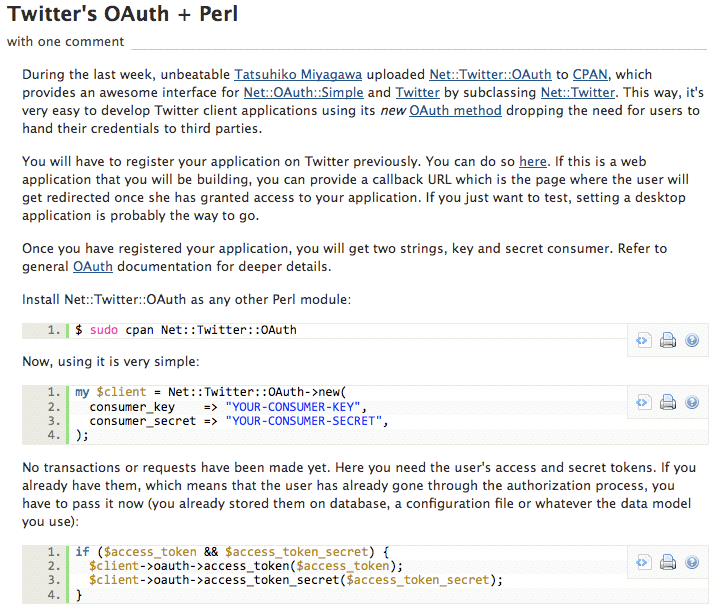 Twitter's OAuth + Perl
with one comment
During the last week, unbeatable Tatsuhiko Miyagawa uploaded Net::Twitter::OAuth to CPAN, which
provides an awesome interface for Net::OAuth::Simple and Twitter by subclassing Net::Twitter. This way, it's
very easy to develop Twitter client applications using its new OAuth method dropping the need for users to
hand their credentials to third parties.
You will have to register your application on Twitter previously. You can do so here. If this is a web
application that you will be building, you can provide a callback URL which is the page where the user will
get redirected once she has granted access to your application. If you just want to test, setting a desktop
application is probably the way to go.
Once you have registered your application, you will get two strings, key and secret consumer. Refer to
general OAuth documentation for deeper details.
Install Net::Twitter::OAuth as any other Perl module:
1. $ sudo cpan Net::Twitter::OAuth
Now, using it is very simple:
1. my $client = Net::Twitter::OAuth->new(
2.   consumer_key    => "YOUR-CONSUMER-KEY",
3.   consumer_secret => "YOUR-CONSUMER-SECRET",
4. );
No transactions or requests have been made yet. Here you need the user's access and secret tokens. If you
already have them, which means that the user has already gone through the authorization process, you
have to pass it now (you already stored them on database, a configuration file or whatever the data model
you use):
1. if ($access_token && $access_token_secret) {
2.   $client->oauth->access_token($access_token);
3.   $client->oauth->access_token_secret($access_token_secret);
4. }